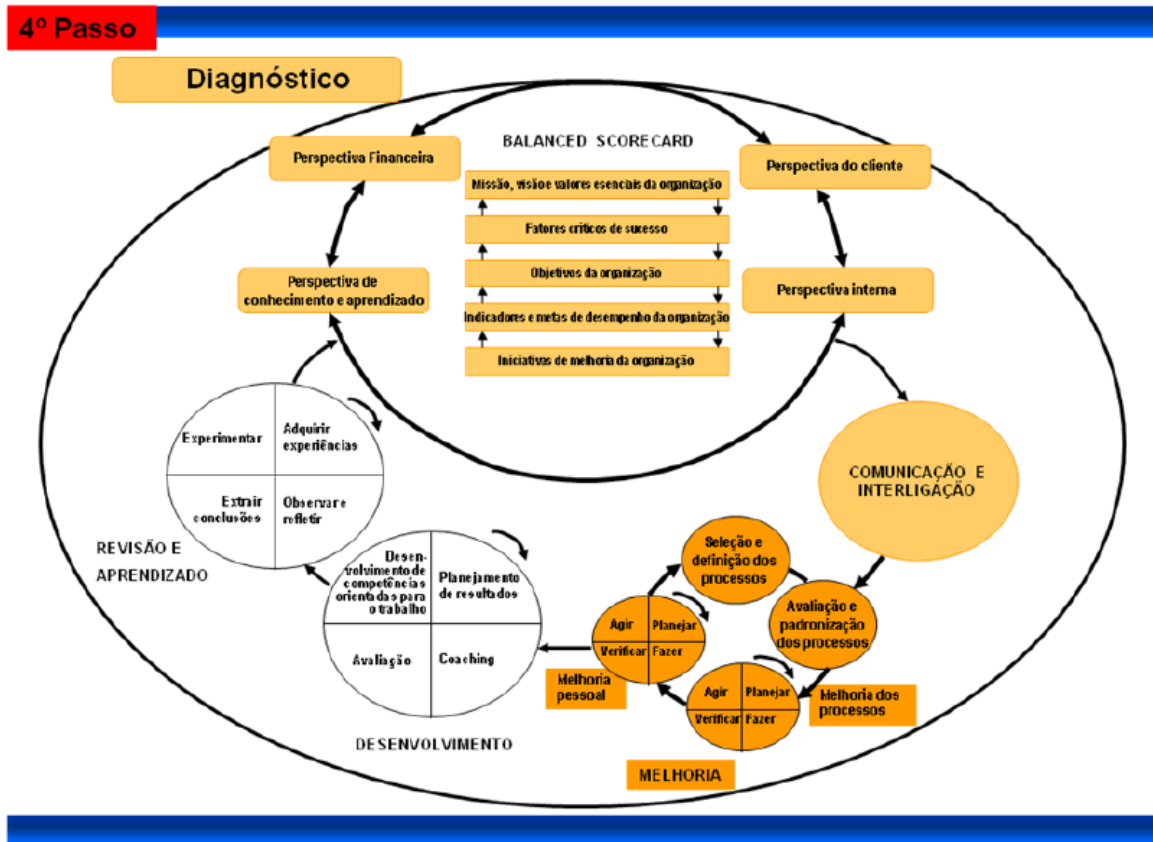 4º Passo
Diagnóstico
BALANCED SCORECARD
Perspectiva Financeira
Perspectiva do cliente
Missão, visão e valores esenciais da organização
Fatores críticos de sucesso
Objetivos da organização
Indicadores e metas de desempenho da organização
Iniciativas de melhoria da organização
Perspectiva de
conhecimento e aprendizado
Perspectiva interna
Experimentar
Adquirir
experiências
Extrair
conclusões
Observar e
refletir
REVISÃO E
APRENDIZADO
COMUNICAÇÃO E
INTERLIGAÇÃO
Desen-
volvimento de
competências
orientadas para
o trabalho
Planejamento
de resultados
Avaliação
Coaching
DESENVOLVIMENTO
Seleção e
definição dos
processos
Avaliação e
padronização
dos processos
Agir
Planejar
Verificar
Fazer
Melhoria
pessoal
Agir
Planejar
Verificar
Fazer
Melhoria dos
processos
MELHORIA